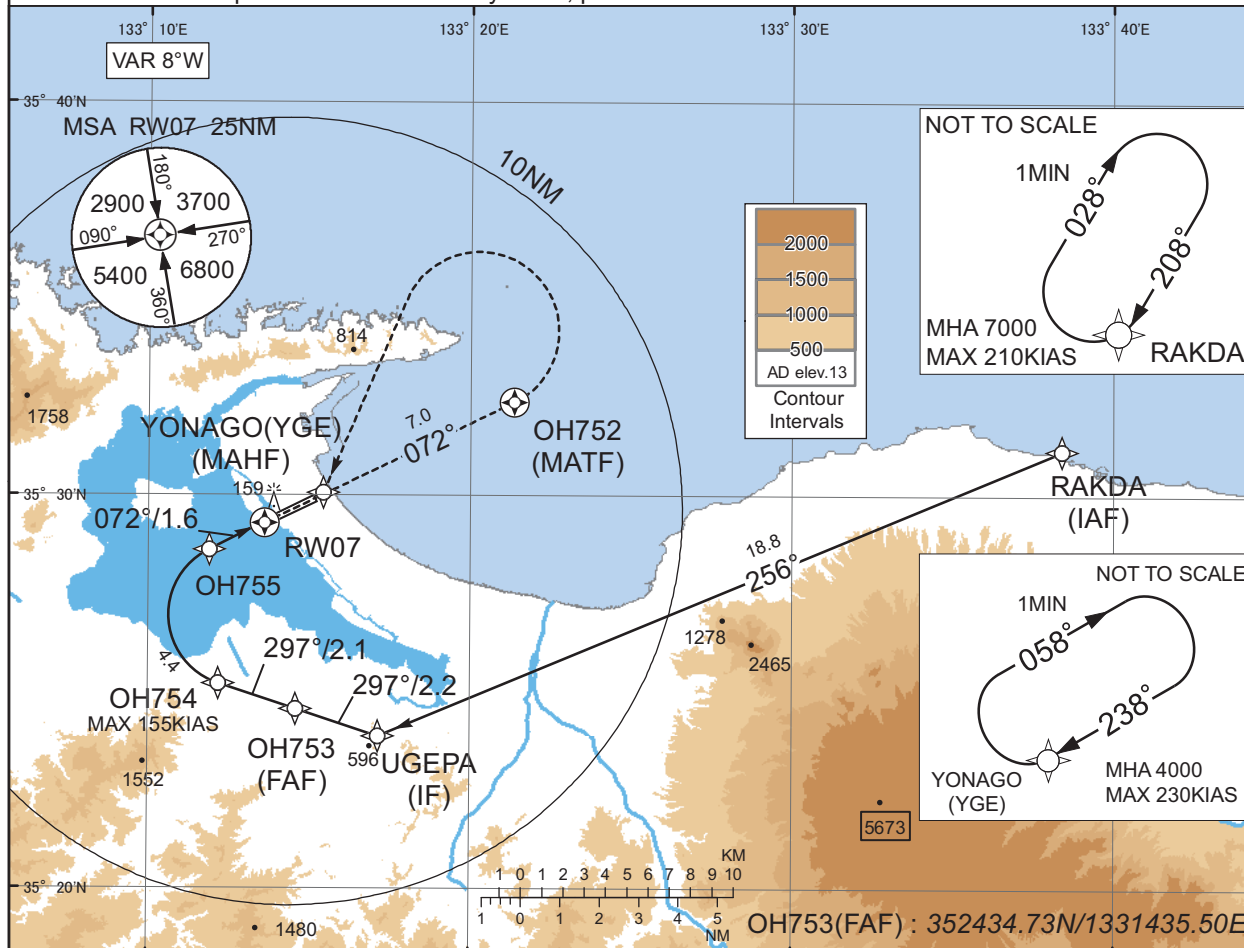 133° 10'E
133° 20'E
133° 30'E
133° 40'E
VAR 8°W
35° 40'N
MSA RW07 25NM
180°
2900
3700
090°
270°
5400
6800
360°
10NM
NOT TO SCALE
1MIN
028°
208°
MHA 7000
MAX 210KIAS
RAKDA
2000
1500
1000
500
AD elev.13
Contour
Intervals
814
1758
YONAGO(YGE)
(MAHF)
7.0
072°
OH752
(MATF)
159
35° 30'N
RAKDA
(IAF)
072°/1.6
RW07
OH755
18.8
256°
NOT TO SCALE
1MIN
058°
238°
YONAGO
(YGE)
MHA 4000
MAX 230KIAS
1278
2465
297°/2.1
4.4
297°/2.2
OH754
MAX 155KIAS
OH753
(FAF)
596
UGEPA
(IF)
1552
5673
KM
1 0 1 2 3 4 5 6 7 8 9 10
35° 20'N
1 0 1 2 3 4 5
NM
1480
OH753(FAF) : 352434.73N/1331435.50E